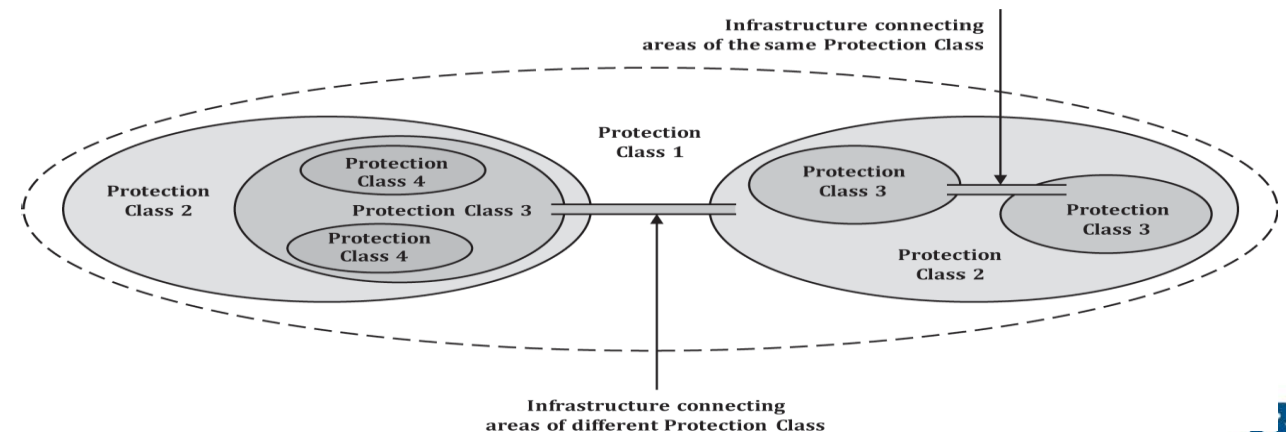 Infrastructure connecting
areas of the same Protection Class
Protection
Class 1
Protection
Class 2
Protection
Class 4
Protection Class 3
Protection
Class 4
Protection
Class 3
Protection
Class 3
Protection
Class 2
Infrastructure connecting
areas of different Protection Class